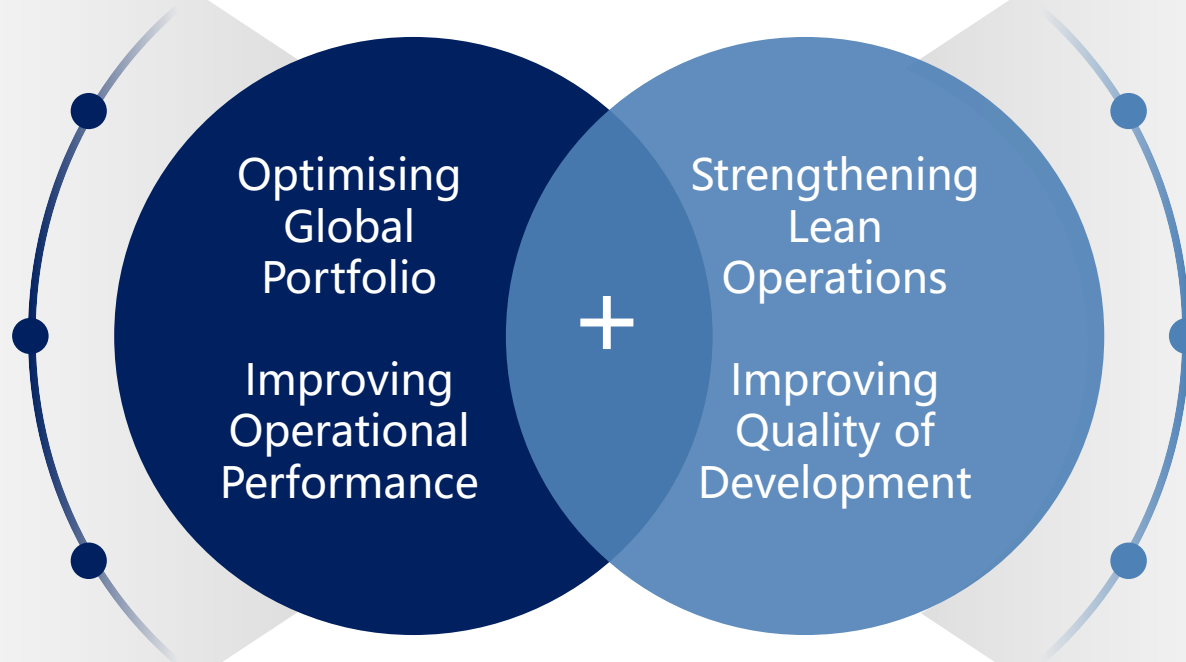 Optimising
Global
Portfolio
Improving
Operational
Performance
+
Strengthening
Lean
Operations
Improving
Quality of
Development